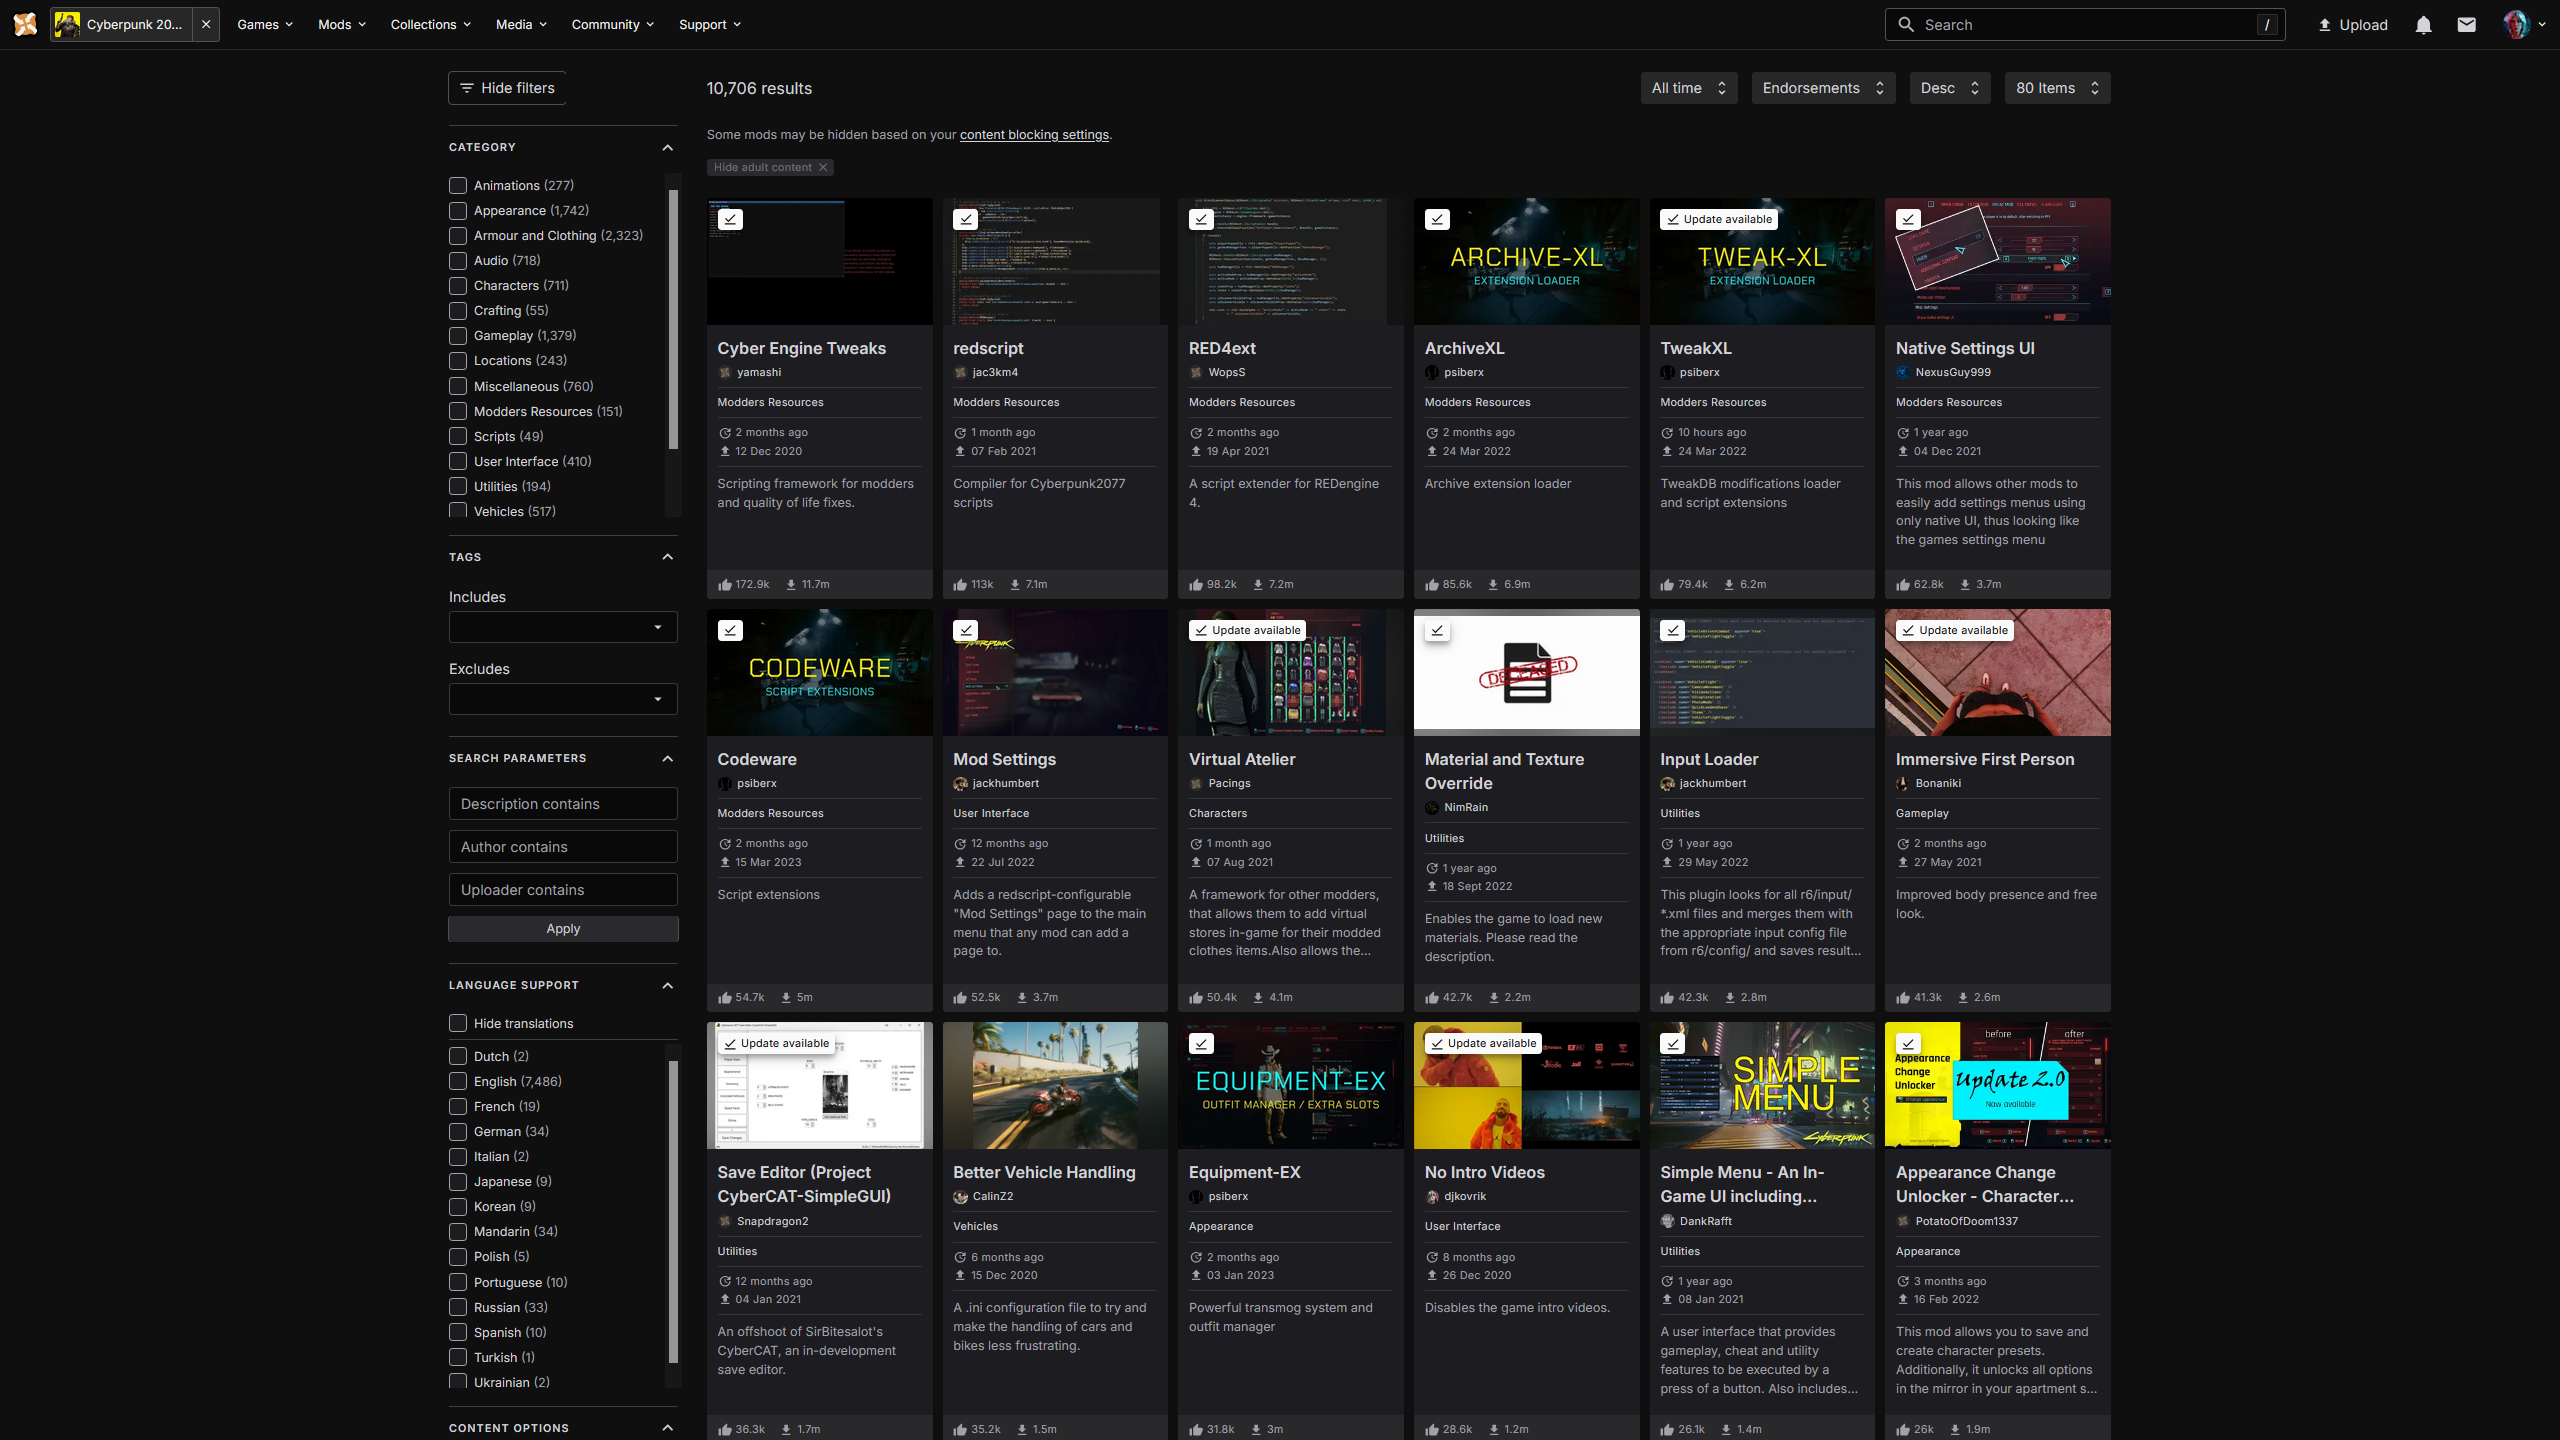 Cyberpunk 20...
Games
Mods
Collections
Media
Community
Support
Search
/
Upload
Hide filters
10,706 results
All time
Endorsements
Desc
80 Items
Some mods may be hidden based on your content blocking settings.
Hide adult content
CATEGORY
Animations (277)
Appearance (1,742)
Armour and Clothing (2,323)
Audio (718)
Characters (711)
Crafting (55)
Gameplay (1,379)
Locations (243)
Miscellaneous (760)
Modders Resources (151)
Scripts (49)
User Interface (410)
Utilities (194)
Vehicles (517)
TAGS
Includes
Excludes
SEARCH PARAMETERS
Description contains
Author contains
Uploader contains
Apply
LANGUAGE SUPPORT
Hide translations
Dutch (2)
English (7,486)
French (19)
German (34)
Italian (2)
Japanese (9)
Korean (9)
Mandarin (34)
Polish (5)
Portuguese (10)
Russian (33)
Spanish (10)
Turkish (1)
Ukrainian (2)
CONTENT OPTIONS
Cyber Engine Tweaks
yamashi
Modders Resources
2 months ago
12 Dec 2020
Scripting framework for modders
and quality of life fixes.
172.9k
11.7m
redscript
jac3km4
Modders Resources
1 month ago
07 Feb 2021
Compiler for Cyberpunk2077
scripts
113k
7.1m
RED4ext
WopsS
Modders Resources
2 months ago
19 Apr 2021
A script extender for REDengine
4.
98.2k
7.2m
ARCHIVE-XL
EXTENSION LOADER
ArchiveXL
psiberx
Modders Resources
2 months ago
24 Mar 2022
Archive extension loader
85.6k
6.9m
Update available
TWEAK-XL
EXTENSION LOADER
TweakXL
psiberx
Modders Resources
10 hours ago
24 Mar 2022
TweakDB modifications loader
and script extensions
79.4k
6.2m
Native Settings UI
NexusGuy999
Modders Resources
1 year ago
04 Dec 2021
This mod allows other mods to
easily add settings menus using
only native UI, thus looking like
the games settings menu
62.8k
3.7m
CODEWARE
SCRIPT EXTENSIONS
Codeware
psiberx
Modders Resources
2 months ago
15 Mar 2023
Script extensions
54.7k
5m
Mod Settings
jackhumbert
User Interface
12 months ago
22 Jul 2022
Adds a redscript-configurable
"Mod Settings" page to the main
menu that any mod can add a
page to.
52.5k
3.7m
Update available
Virtual Atelier
Pacings
Characters
1 month ago
07 Aug 2021
A framework for other modders,
that allows them to add virtual
stores in-game for their modded
clothes items.Also allows the...
50.4k
4.1m
DECEASED
Material and Texture
Override
NimRain
Utilities
1 year ago
18 Sept 2022
Enables the game to load new
materials. Please read the
description.
42.7k
2.2m
Input Loader
jackhumbert
Utilities
1 year ago
29 May 2022
This plugin looks for all r6/input/
*.xml files and merges them with
the appropriate input config file
from r6/config/ and saves result...
42.3k
2.8m
Update available
Immersive First Person
Bonaniki
Gameplay
2 months ago
27 May 2021
Improved body presence and free
look.
41.3k
2.6m
Update available
Save Editor (Project
CyberCAT-SimpleGUI)
Snapdragon2
Utilities
12 months ago
04 Jan 2021
An offshoot of SirBitesalot's
CyberCAT, an in-development
save editor.
36.3k
1.7m
Better Vehicle Handling
CalinZ2
Vehicles
6 months ago
15 Dec 2020
A .ini configuration file to try and
make the handling of cars and
bikes less frustrating.
35.2k
1.5m
EQUIPMENT-EX
OUTFIT MANAGER / EXTRA SLOTS
Equipment-EX
psiberx
Appearance
2 months ago
03 Jan 2023
Powerful transmog system and
outfit manager
31.8k
3m
Update available
No Intro Videos
djkovrik
User Interface
8 months ago
26 Dec 2020
Disables the game intro videos.
28.6k
1.2m
SIMPLE
MENU
CYBERPUNK
Simple Menu - An In-
Game UI including...
DankRafft
Utilities
1 year ago
08 Jan 2021
A user interface that provides
gameplay, cheat and utility
features to be executed by a
press of a button. Also includes...
26.1k
1.4m
before
after
Appearance
Change
Unlocker
Update 2.0
Now available
Appearance Change
Unlocker - Character...
PotatoOfDoom1337
Appearance
3 months ago
16 Feb 2022
This mod allows you to save and
create character presets.
Additionally, it unlocks all options
in the mirror in your apartment s...
26k
1.9m